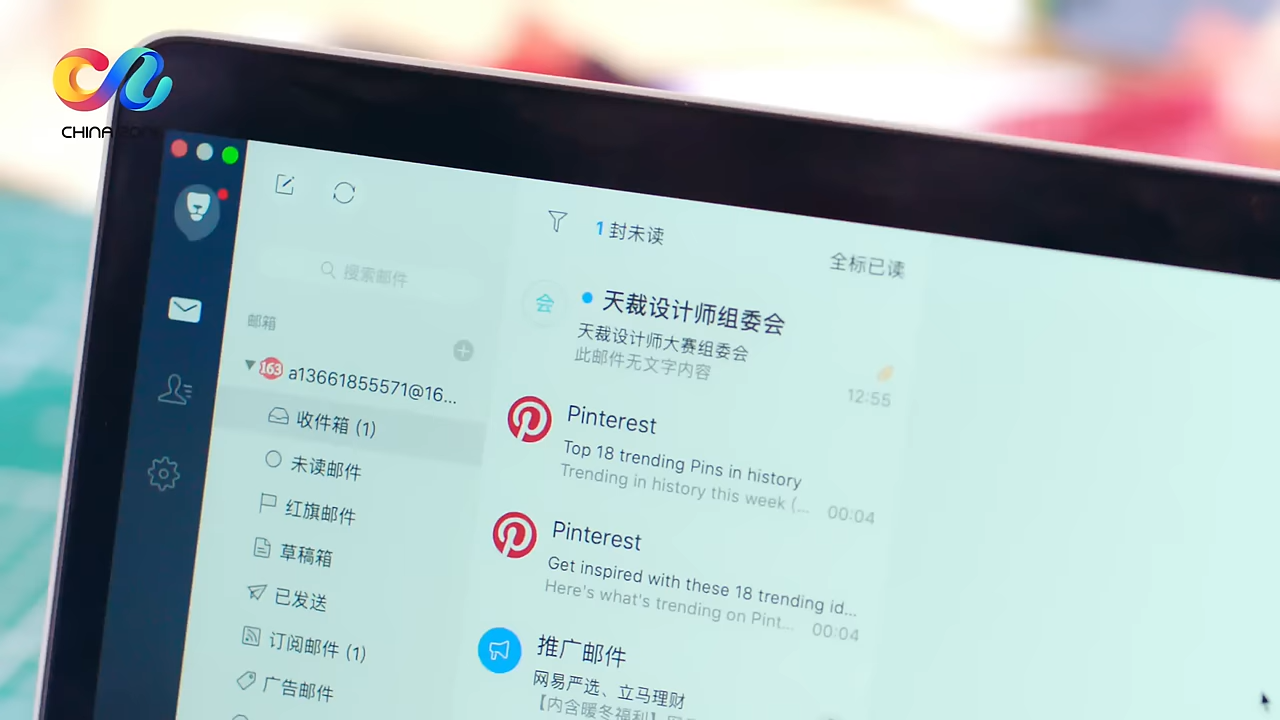 CHINA ZONE
1 封未读
全标已读
搜索邮件
邮箱
163 a13661855571@16...
收件箱 (1)
未读邮件
红旗邮件
草稿箱
已发送
订阅邮件 (1)
广告邮件
会
天裁设计师组委会
天裁设计师大赛组委会
此邮件无文字内容
12:55
Pinterest
Top 18 trending Pins in history
Trending in history this week (...
00:04
Pinterest
Get inspired with these 18 trending id...
Here's what's trending on Pint...
00:04
推广邮件
网易严选、立马理财
【内含暖冬福利】